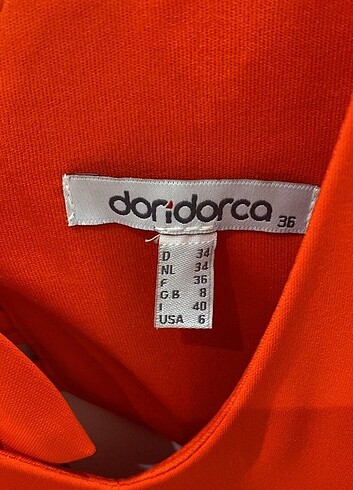 doridorca 36
D 34
NL 34
F 36
G.B 8
I 40
USA 6